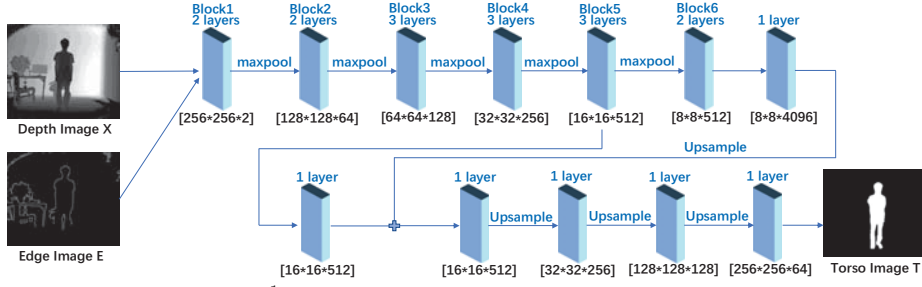 Block1
2 layers
Block2
2 layers
Block3
3 layers
Block4
3 layers
Block5
3 layers
Block6
2 layers
1 layer
maxpool
maxpool
maxpool
maxpool
maxpool
[256*256*2]
[128*128*64]
[64*64*128]
[32*32*256]
[16*16*512]
[8*8*512]
[8*8*4096]
Depth Image X
Upsample
1 layer
1 layer
1 layer
1 layer
1 layer
Upsample
Upsample
Upsample
Edge Image E
[16*16*512]
[16*16*512]
[32*32*256]
[128*128*128]
[256*256*64]
Torso Image T